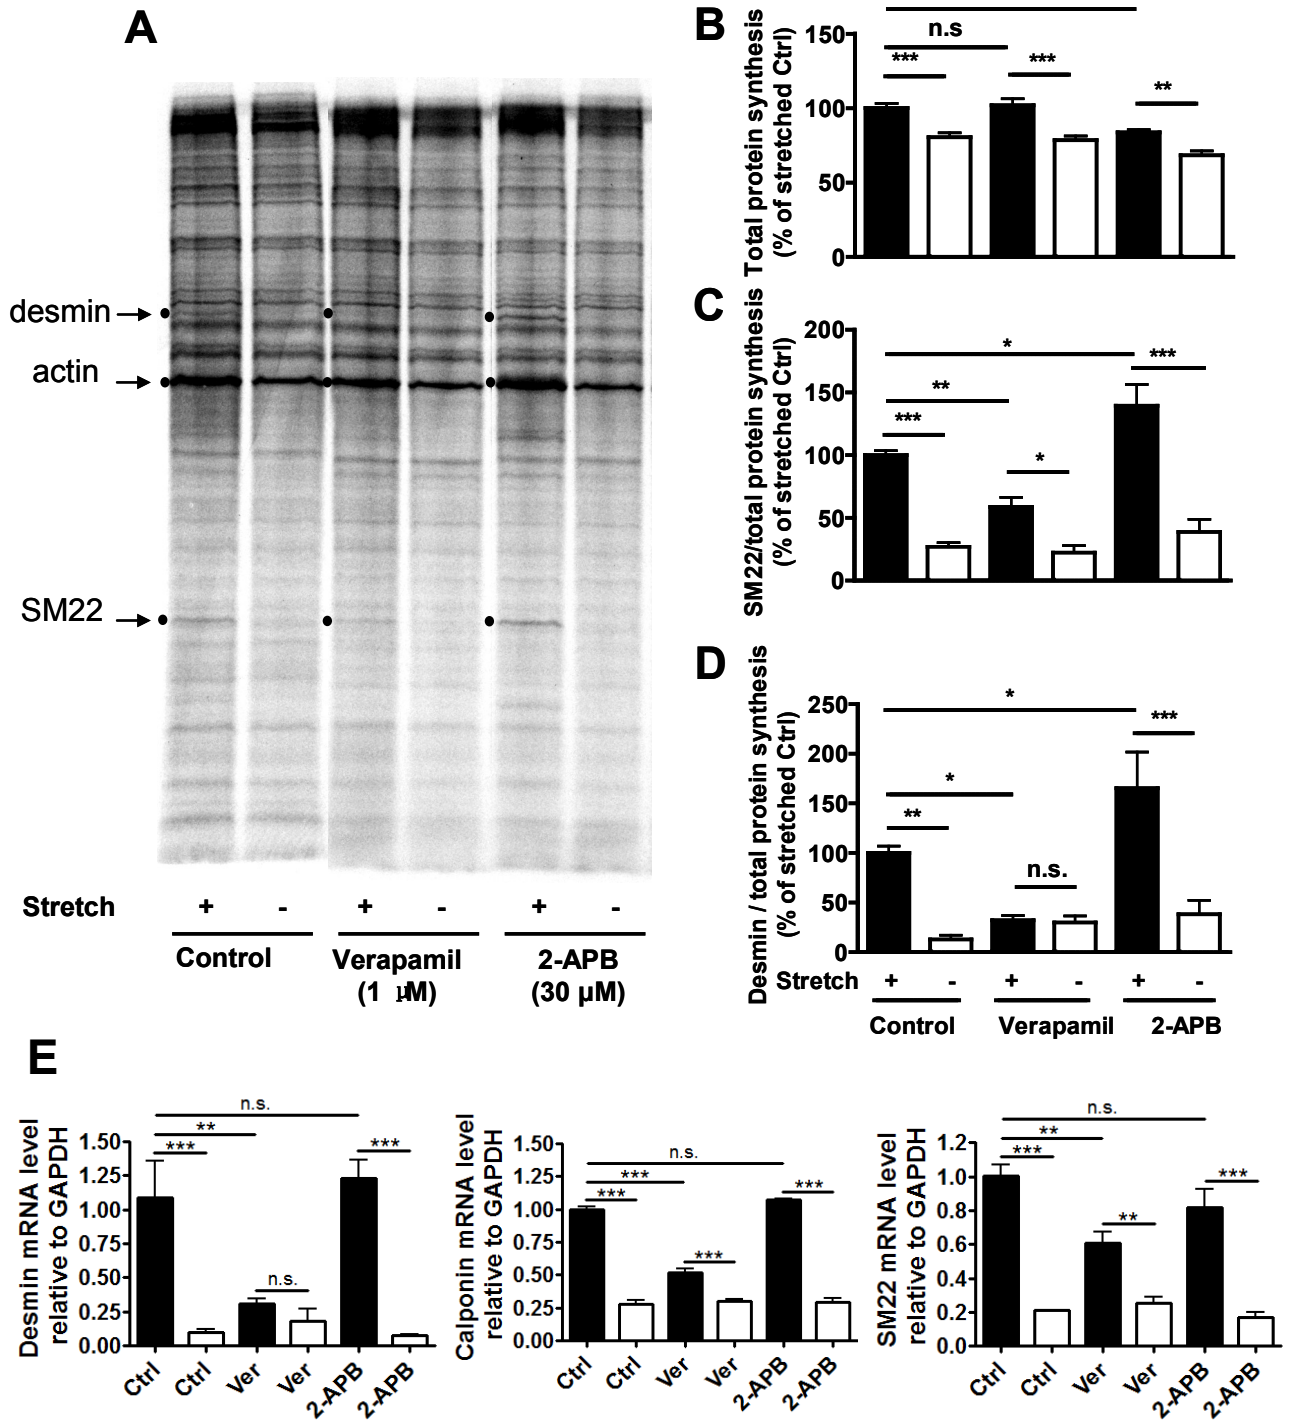 A
desmin
actin
SM22
Stretch + - + - + -
Control Verapamil 2-APB
(1 µM) (30 µM)
B
Total protein synthesis
(% of stretched Ctrl)
150
100
50
0
n.s
*** *** **
C
SM22/total protein synthesis
(% of stretched Ctrl)
200
150
100
50
0
* ***
**
***
*
D
Desmin / total protein synthesis
(% of stretched Ctrl)
250
200
150
100
50
0
* ***
*
**
n.s.
Stretch + - + - + -
Control Verapamil 2-APB
E
Desmin mRNA level
relative to GAPDH
1.50
1.25
1.00
0.75
0.50
0.25
0.00
n.s.
**
*** ***
n.s.
Ctrl Ctrl Ver Ver 2-APB 2-APB
Calponin mRNA level
relative to GAPDH
1.50
1.25
1.00
0.75
0.50
0.25
0.00
n.s.
***
*** ***
***
Ctrl Ctrl Ver Ver 2-APB 2-APB
SM22 mRNA level
relative to GAPDH
1.2
1.0
0.8
0.6
0.4
0.2
0.0
n.s.
**
*** ***
**
Ctrl Ctrl Ver Ver 2-APB 2-APB